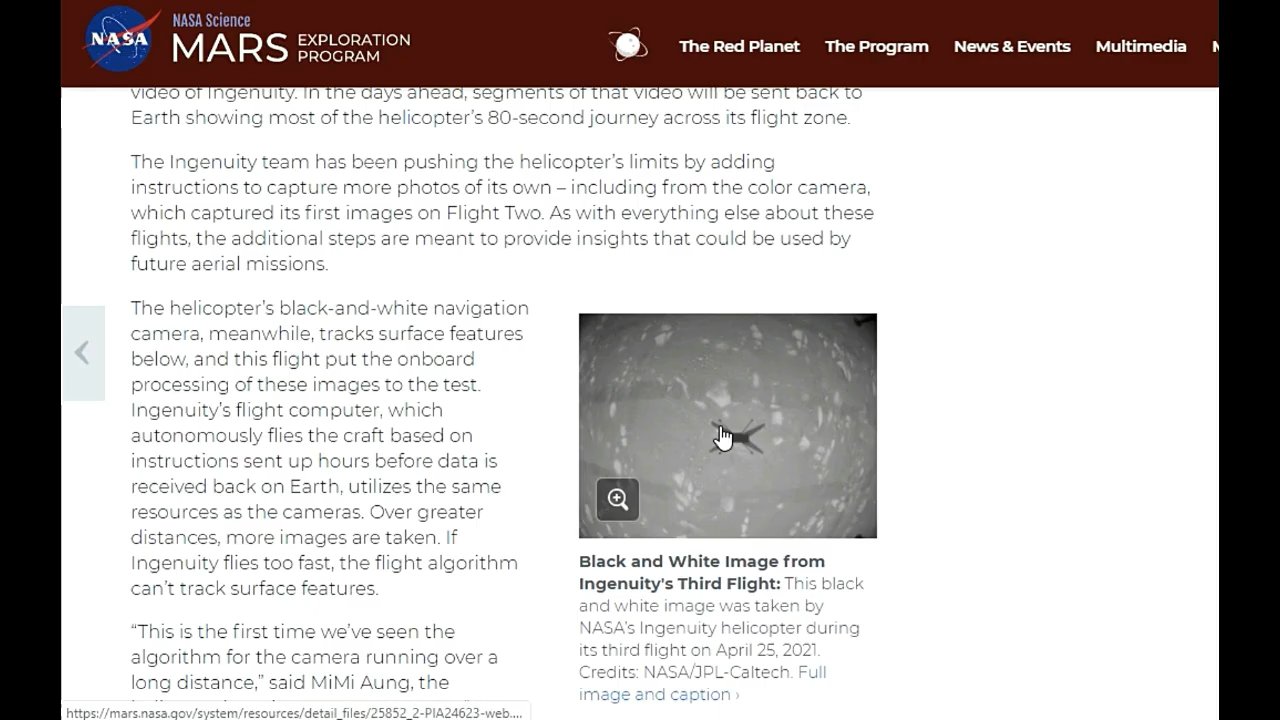 NASA
NASA Science
MARS EXPLORATION PROGRAM
The Red Planet
The Program
News & Events
Multimedia
video of Ingenuity. In the days ahead, segments of that video will be sent back to
Earth showing most of the helicopter’s 80-second journey across its flight zone.
The Ingenuity team has been pushing the helicopter’s limits by adding
instructions to capture more photos of its own – including from the color camera,
which captured its first images on Flight Two. As with everything else about these
flights, the additional steps are meant to provide insights that could be used by
future aerial missions.
The helicopter’s black-and-white navigation
camera, meanwhile, tracks surface features
below, and this flight put the onboard
processing of these images to the test.
Ingenuity’s flight computer, which
autonomously flies the craft based on
instructions sent up hours before data is
received back on Earth, utilizes the same
resources as the cameras. Over greater
distances, more images are taken. If
Ingenuity flies too fast, the flight algorithm
can’t track surface features.
“This is the first time we’ve seen the
algorithm for the camera running over a
long distance,” said MiMi Aung, the
Black and White Image from
Ingenuity's Third Flight: This black
and white image was taken by
NASA's Ingenuity helicopter during
its third flight on April 25, 2021.
Credits: NASA/JPL-Caltech. Full
image and caption ›
https://mars.nasa.gov/system/resources/detail_files/25852_2-PIA24623-web....